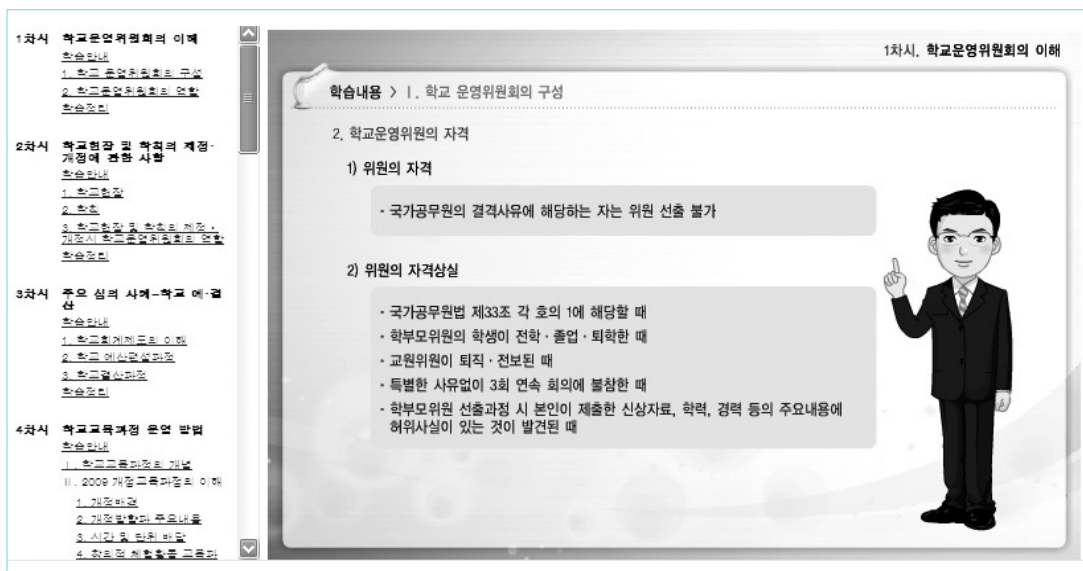 1차시 학교운영위원회의 이해
학습안내
1. 학교 운영위원회의 구성
2. 학교운영위원회의 역할
학습정리
2차시 학교헌장 및 학칙의 제정·
개정에 관한 사항
학습안내
1. 학교헌장
2. 학칙
3. 학교헌장 및 학칙의 제정·
개정시 학교운영위원회의 역할
학습정리
3차시 주요 심의 사례-학교 예·결
산
학습안내
1. 학교회계제도의 이해
2. 학교 예산편성과정
3. 학교결산과정
학습정리
4차시 학교교육과정 운영 방법
학습안내
Ⅰ. 학교교육과정의 개념
Ⅱ. 2009 개정교육과정의 이해
1. 개정배경
2. 개정방향과 주요내용
3. 시간 및 단위 배당
4. 창의적 체험활동 교육과
1차시. 학교운영위원회의 이해
학습내용 > Ⅰ. 학교 운영위원회의 구성
2. 학교운영위원의 자격
1) 위원의 자격
· 국가공무원의 결격사유에 해당하는 자는 위원 선출 불가
2) 위원의 자격상실
· 국가공무원법 제33조 각 호의 1에 해당할 때
· 학부모위원의 학생이 전학·졸업·퇴학한 때
· 교원위원이 퇴직·전보된 때
· 특별한 사유없이 3회 연속 회의에 불참한 때
· 학부모위원 선출과정 시 본인이 제출한 신상자료, 학력, 경력 등의 주요내용에
허위사실이 있는 것이 발견된 때